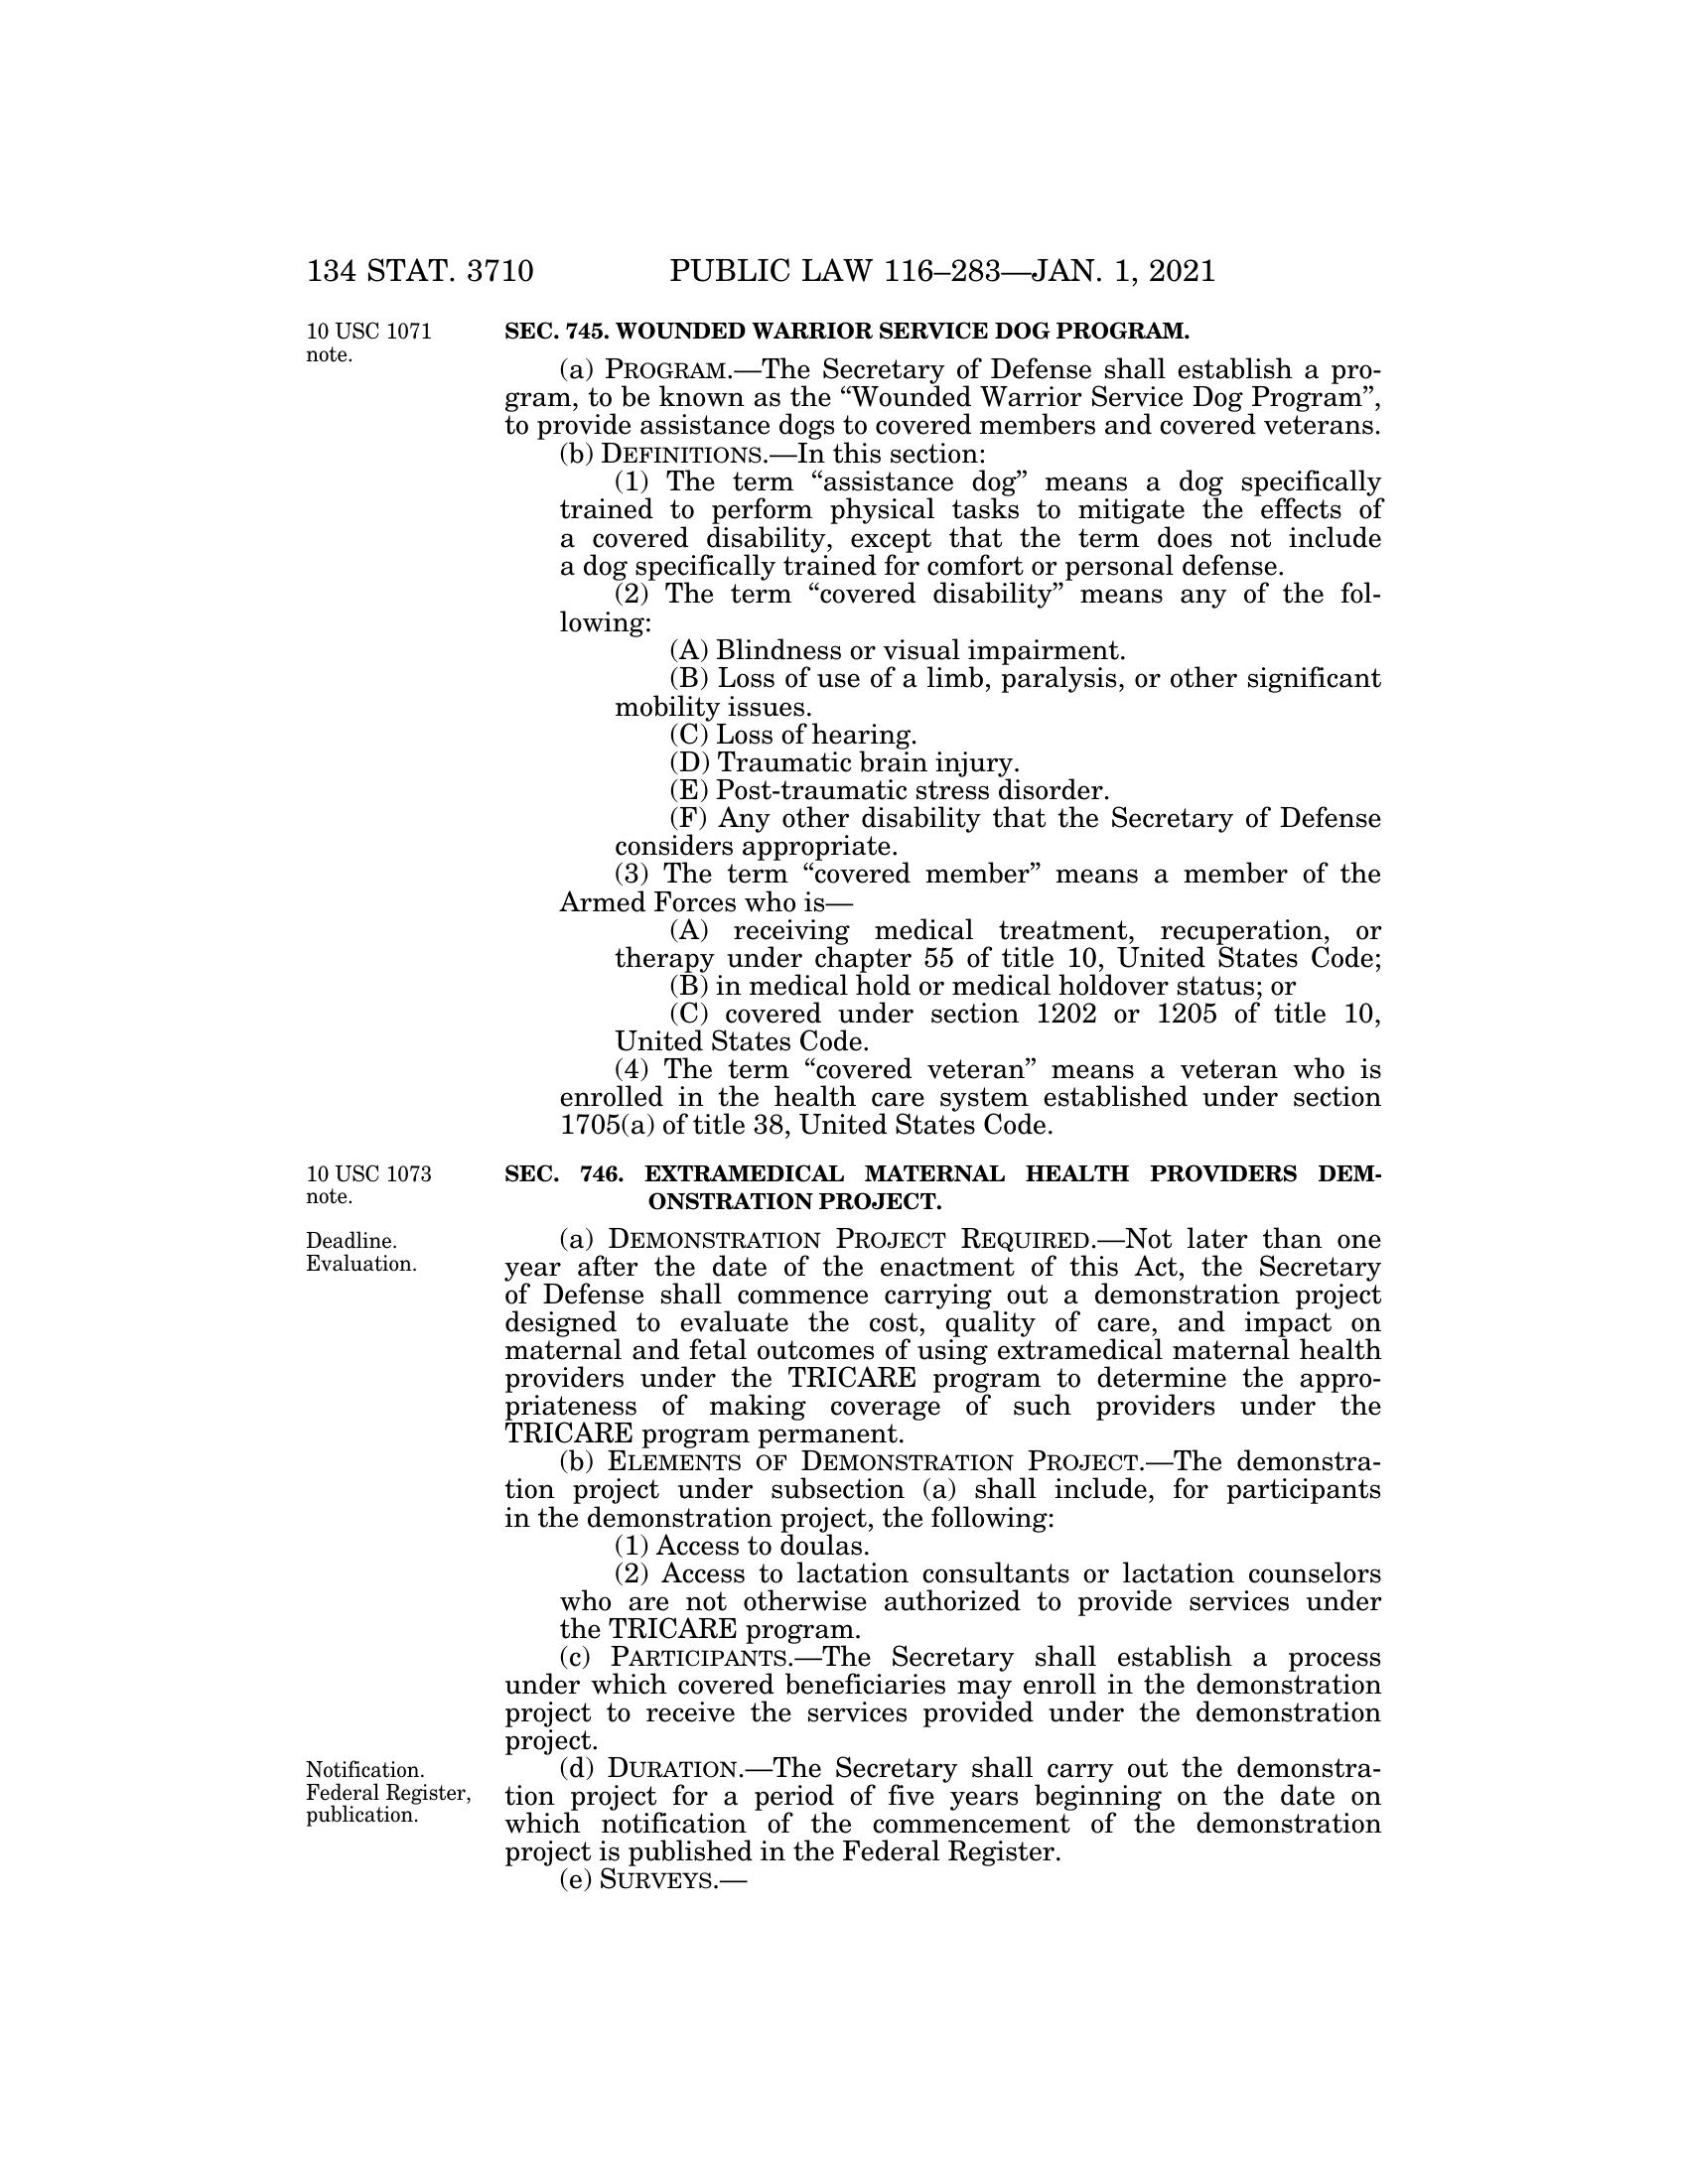 134 STAT. 3710 PUBLIC LAW 116–283—JAN. 1, 2021
10 USC 1071
note.
SEC. 745. WOUNDED WARRIOR SERVICE DOG PROGRAM.
(a) PROGRAM.—The Secretary of Defense shall establish a pro-
gram, to be known as the “Wounded Warrior Service Dog Program”,
to provide assistance dogs to covered members and covered veterans.
(b) DEFINITIONS.—In this section:
(1) The term “assistance dog” means a dog specifically
trained to perform physical tasks to mitigate the effects of
a covered disability, except that the term does not include
a dog specifically trained for comfort or personal defense.
(2) The term “covered disability” means any of the fol-
lowing:
(A) Blindness or visual impairment.
(B) Loss of use of a limb, paralysis, or other significant
mobility issues.
(C) Loss of hearing.
(D) Traumatic brain injury.
(E) Post-traumatic stress disorder.
(F) Any other disability that the Secretary of Defense
considers appropriate.
(3) The term “covered member” means a member of the
Armed Forces who is—
(A) receiving medical treatment, recuperation, or
therapy under chapter 55 of title 10, United States Code;
(B) in medical hold or medical holdover status; or
(C) covered under section 1202 or 1205 of title 10,
United States Code.
(4) The term “covered veteran” means a veteran who is
enrolled in the health care system established under section
1705(a) of title 38, United States Code.
10 USC 1073
note.
SEC. 746. EXTRAMEDICAL MATERNAL HEALTH PROVIDERS DEM-
ONSTRATION PROJECT.
Deadline.
Evaluation.
(a) DEMONSTRATION PROJECT REQUIRED.—Not later than one
year after the date of the enactment of this Act, the Secretary
of Defense shall commence carrying out a demonstration project
designed to evaluate the cost, quality of care, and impact on
maternal and fetal outcomes of using extramedical maternal health
providers under the TRICARE program to determine the appro-
priateness of making coverage of such providers under the
TRICARE program permanent.
(b) ELEMENTS OF DEMONSTRATION PROJECT.—The demonstra-
tion project under subsection (a) shall include, for participants
in the demonstration project, the following:
(1) Access to doulas.
(2) Access to lactation consultants or lactation counselors
who are not otherwise authorized to provide services under
the TRICARE program.
(c) PARTICIPANTS.—The Secretary shall establish a process
under which covered beneficiaries may enroll in the demonstration
project to receive the services provided under the demonstration
project.
Notification.
Federal Register,
publication.
(d) DURATION.—The Secretary shall carry out the demonstra-
tion project for a period of five years beginning on the date on
which notification of the commencement of the demonstration
project is published in the Federal Register.
(e) SURVEYS.—